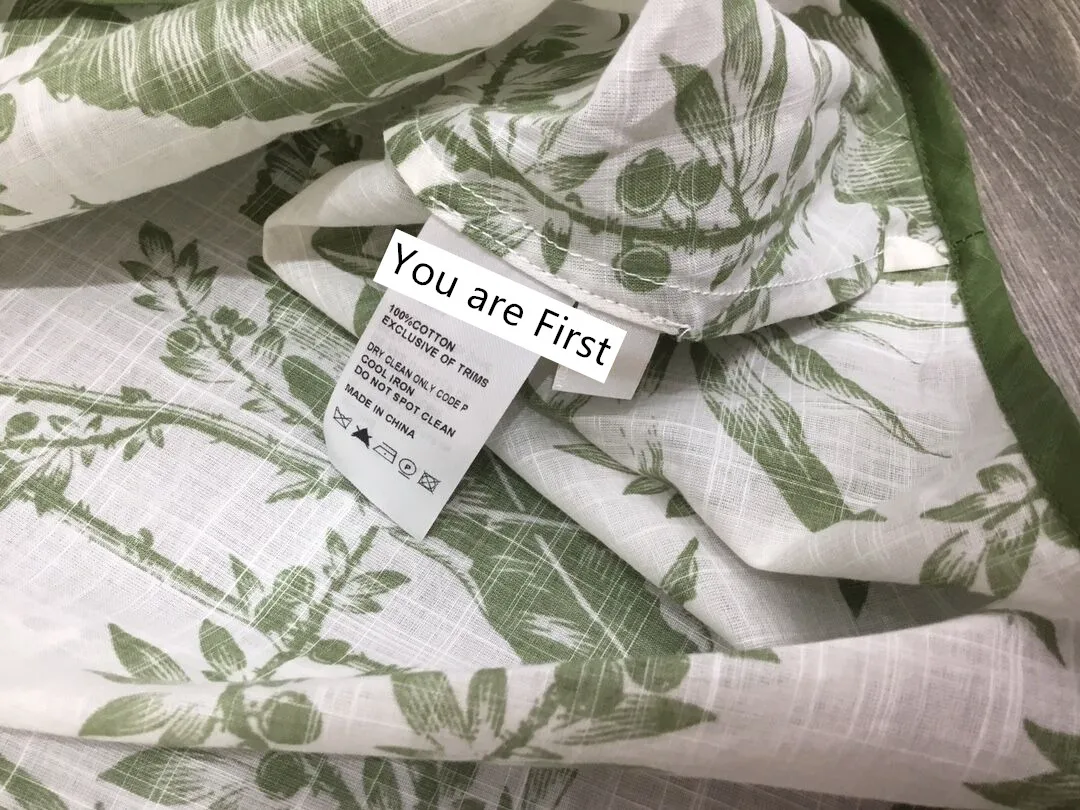 You are First
100%COTTON
EXCLUSIVE OF TRIMS
DRY CLEAN ONLY CODE P
COOL IRON
DO NOT SPOT CLEAN
MADE IN CHINA
P